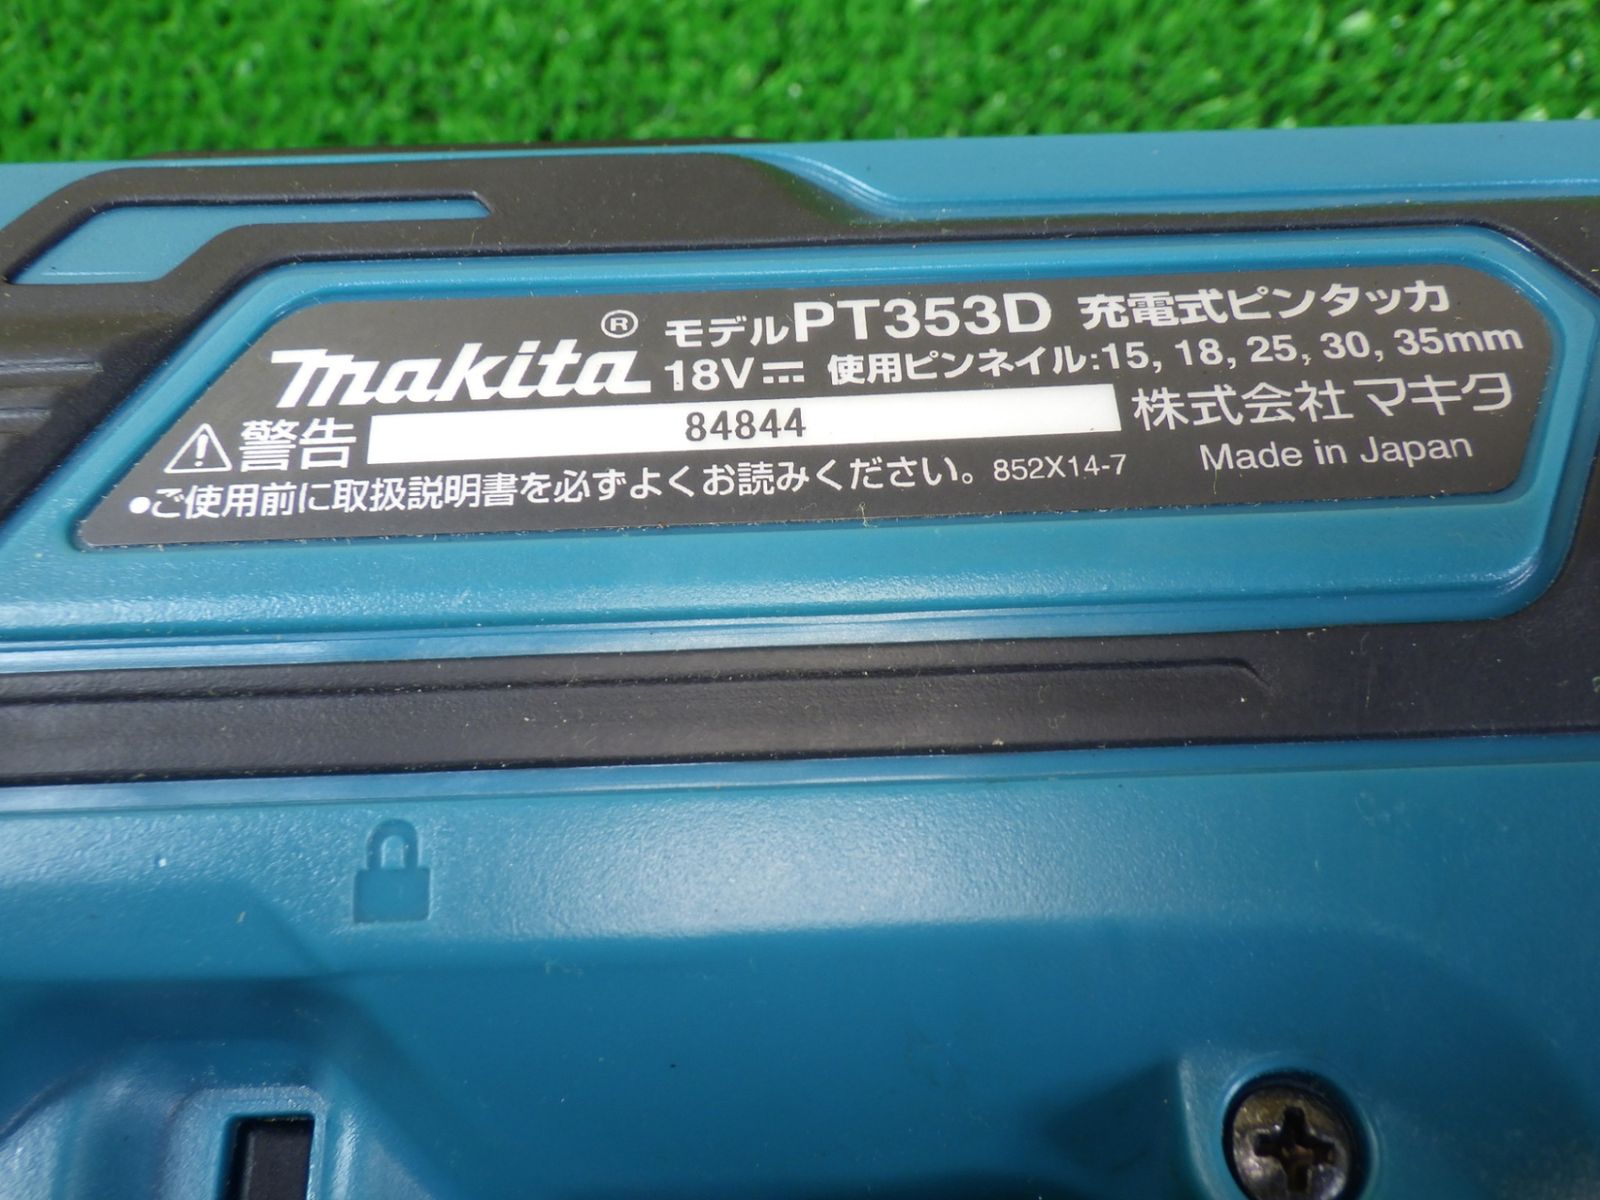 makita® モデルPT353D 充電式ピンタッカ
18V⎓ 使用ピンネイル:15, 18, 25, 30, 35mm
⚠警告 84844 株式会社マキタ
●ご使用前に取扱説明書を必ずよくお読みください。 852X14-7 Made in Japan